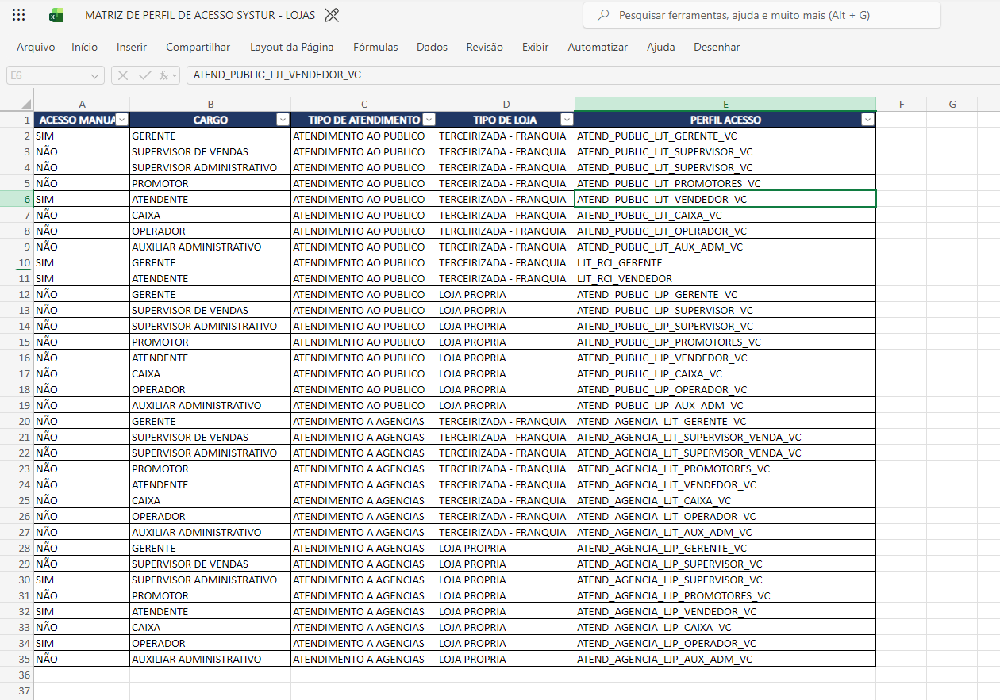 MATRIZ DE PERFIL DE ACESSO SYSTUR - LOJAS
Pesquisar ferramentas, ajuda e muito mais (Alt + G)
Arquivo Início Inserir Compartilhar Layout da Página Fórmulas Dados Revisão Exibir Automatizar Ajuda Desenhar
E6 fx ATEND_PUBLIC_LJT_VENDEDOR_VC
A B C D E F G
1 ACESSO MANUA CARGO TIPO DE ATENDIMENTO TIPO DE LOJA PERFIL ACESSO
2 SIM GERENTE ATENDIMENTO AO PUBLICO TERCEIRIZADA - FRANQUIA ATEND_PUBLIC_LJT_GERENTE_VC
3 NÃO SUPERVISOR DE VENDAS ATENDIMENTO AO PUBLICO TERCEIRIZADA - FRANQUIA ATEND_PUBLIC_LJT_SUPERVISOR_VC
4 NÃO SUPERVISOR ADMINISTRATIVO ATENDIMENTO AO PUBLICO TERCEIRIZADA - FRANQUIA ATEND_PUBLIC_LJT_SUPERVISOR_VC
5 NÃO PROMOTOR ATENDIMENTO AO PUBLICO TERCEIRIZADA - FRANQUIA ATEND_PUBLIC_LJT_PROMOTORES_VC
6 SIM ATENDENTE ATENDIMENTO AO PUBLICO TERCEIRIZADA - FRANQUIA ATEND_PUBLIC_LJT_VENDEDOR_VC
7 NÃO CAIXA ATENDIMENTO AO PUBLICO TERCEIRIZADA - FRANQUIA ATEND_PUBLIC_LJT_CAIXA_VC
8 NÃO OPERADOR ATENDIMENTO AO PUBLICO TERCEIRIZADA - FRANQUIA ATEND_PUBLIC_LJT_OPERADOR_VC
9 NÃO AUXILIAR ADMINISTRATIVO ATENDIMENTO AO PUBLICO TERCEIRIZADA - FRANQUIA ATEND_PUBLIC_LJT_AUX_ADM_VC
10 SIM GERENTE ATENDIMENTO AO PUBLICO TERCEIRIZADA - FRANQUIA LJT_RCI_GERENTE
11 SIM ATENDENTE ATENDIMENTO AO PUBLICO TERCEIRIZADA - FRANQUIA LJT_RCI_VENDEDOR
12 NÃO GERENTE ATENDIMENTO AO PUBLICO LOJA PROPRIA ATEND_PUBLIC_LJP_GERENTE_VC
13 NÃO SUPERVISOR DE VENDAS ATENDIMENTO AO PUBLICO LOJA PROPRIA ATEND_PUBLIC_LJP_SUPERVISOR_VC
14 NÃO SUPERVISOR ADMINISTRATIVO ATENDIMENTO AO PUBLICO LOJA PROPRIA ATEND_PUBLIC_LJP_SUPERVISOR_VC
15 NÃO PROMOTOR ATENDIMENTO AO PUBLICO LOJA PROPRIA ATEND_PUBLIC_LJP_PROMOTORES_VC
16 NÃO ATENDENTE ATENDIMENTO AO PUBLICO LOJA PROPRIA ATEND_PUBLIC_LJP_VENDEDOR_VC
17 NÃO CAIXA ATENDIMENTO AO PUBLICO LOJA PROPRIA ATEND_PUBLIC_LJP_CAIXA_VC
18 NÃO OPERADOR ATENDIMENTO AO PUBLICO LOJA PROPRIA ATEND_PUBLIC_LJP_OPERADOR_VC
19 NÃO AUXILIAR ADMINISTRATIVO ATENDIMENTO AO PUBLICO LOJA PROPRIA ATEND_PUBLIC_LJP_AUX_ADM_VC
20 NÃO GERENTE ATENDIMENTO A AGENCIAS TERCEIRIZADA - FRANQUIA ATEND_AGENCIA_LJT_GERENTE_VC
21 NÃO SUPERVISOR DE VENDAS ATENDIMENTO A AGENCIAS TERCEIRIZADA - FRANQUIA ATEND_AGENCIA_LJT_SUPERVISOR_VENDA_VC
22 NÃO SUPERVISOR ADMINISTRATIVO ATENDIMENTO A AGENCIAS TERCEIRIZADA - FRANQUIA ATEND_AGENCIA_LJT_SUPERVISOR_VENDA_VC
23 NÃO PROMOTOR ATENDIMENTO A AGENCIAS TERCEIRIZADA - FRANQUIA ATEND_AGENCIA_LJT_PROMOTORES_VC
24 NÃO ATENDENTE ATENDIMENTO A AGENCIAS TERCEIRIZADA - FRANQUIA ATEND_AGENCIA_LJT_VENDEDOR_VC
25 NÃO CAIXA ATENDIMENTO A AGENCIAS TERCEIRIZADA - FRANQUIA ATEND_AGENCIA_LJT_CAIXA_VC
26 NÃO OPERADOR ATENDIMENTO A AGENCIAS TERCEIRIZADA - FRANQUIA ATEND_AGENCIA_LJT_OPERADOR_VC
27 NÃO AUXILIAR ADMINISTRATIVO ATENDIMENTO A AGENCIAS TERCEIRIZADA - FRANQUIA ATEND_AGENCIA_LJT_AUX_ADM_VC
28 NÃO GERENTE ATENDIMENTO A AGENCIAS LOJA PROPRIA ATEND_AGENCIA_LJP_GERENTE_VC
29 NÃO SUPERVISOR DE VENDAS ATENDIMENTO A AGENCIAS LOJA PROPRIA ATEND_AGENCIA_LJP_SUPERVISOR_VC
30 SIM SUPERVISOR ADMINISTRATIVO ATENDIMENTO A AGENCIAS LOJA PROPRIA ATEND_AGENCIA_LJP_SUPERVISOR_VC
31 NÃO PROMOTOR ATENDIMENTO A AGENCIAS LOJA PROPRIA ATEND_AGENCIA_LJP_PROMOTORES_VC
32 SIM ATENDENTE ATENDIMENTO A AGENCIAS LOJA PROPRIA ATEND_AGENCIA_LJP_VENDEDOR_VC
33 NÃO CAIXA ATENDIMENTO A AGENCIAS LOJA PROPRIA ATEND_AGENCIA_LJP_CAIXA_VC
34 SIM OPERADOR ATENDIMENTO A AGENCIAS LOJA PROPRIA ATEND_AGENCIA_LJP_OPERADOR_VC
35 NÃO AUXILIAR ADMINISTRATIVO ATENDIMENTO A AGENCIAS LOJA PROPRIA ATEND_AGENCIA_LJP_AUX_ADM_VC
36
37